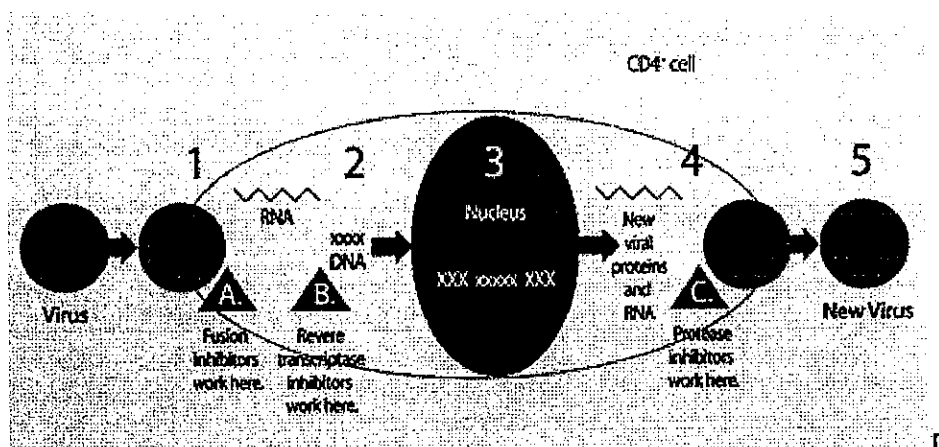 CD4+ cell
1 2 3 4 5
RNA
Nucleus
New
viral
proteins
and
RNA
xxxx
DNA
XXX xxxxx XXX
A.
B.
C.
Virus
New Virus
Fusion
inhibitors
work here.
Revere
transcriptase
inhibitors
work here.
Protease
inhibitors
work here.